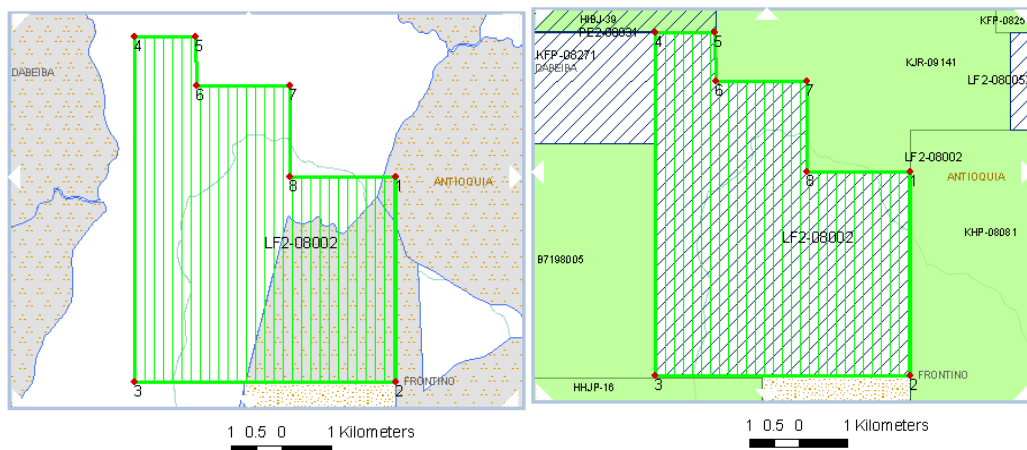 4
5
DABEIBA
6
7
8
1
ANTIOQUIA
LF2-08002
3
2
FRONTINO
1 0.5 0 1 Kilometers
HIBJ-39
KFP-082
PE2-08031
4
5
KFP-08271
DABEIBA
KJR-09141
LF2-08005
6
7
LF2-08002
8
1
ANTIOQUIA
KHP-08081
LF2-08002
B7198005
3
HHJP-16
2
FRONTINO
1 0.5 0 1 Kilometers